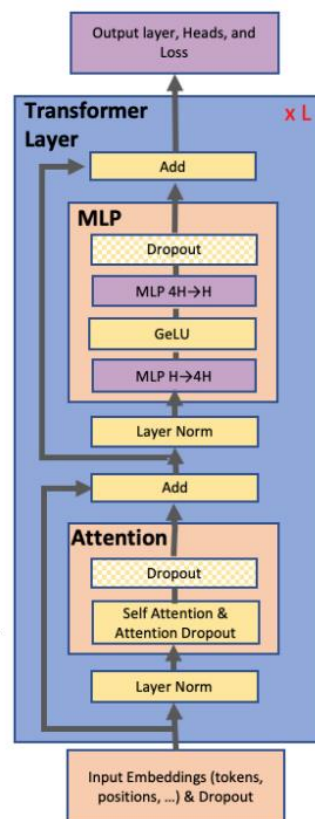 Output layer, Heads, and
Loss
Transformer
Layer
x L
Add
MLP
Dropout
MLP 4H→H
GeLU
MLP H→4H
Layer Norm
Add
Attention
Dropout
Self Attention &
Attention Dropout
Layer Norm
Input Embeddings (tokens,
positions, ...) & Dropout